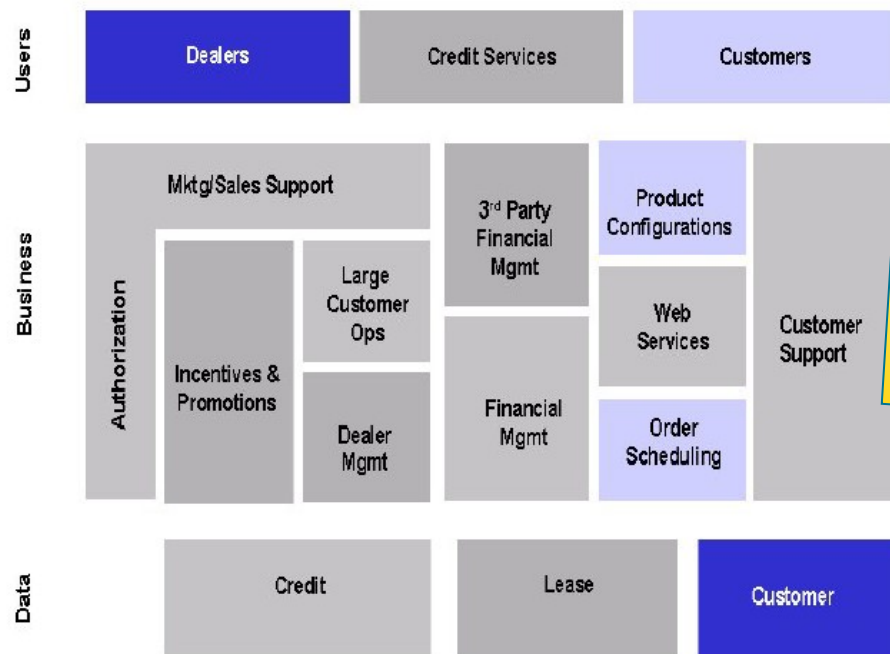 Users
Dealers
Credit Services
Customers
Business
Mktg/Sales Support
Authorization
Incentives &
Promotions
Large
Customer
Ops
Dealer
Mgmt
3rd Party
Financial
Mgmt
Financial
Mgmt
Product
Configurations
Web
Services
Order
Scheduling
Customer
Support
Data
Credit
Lease
Customer